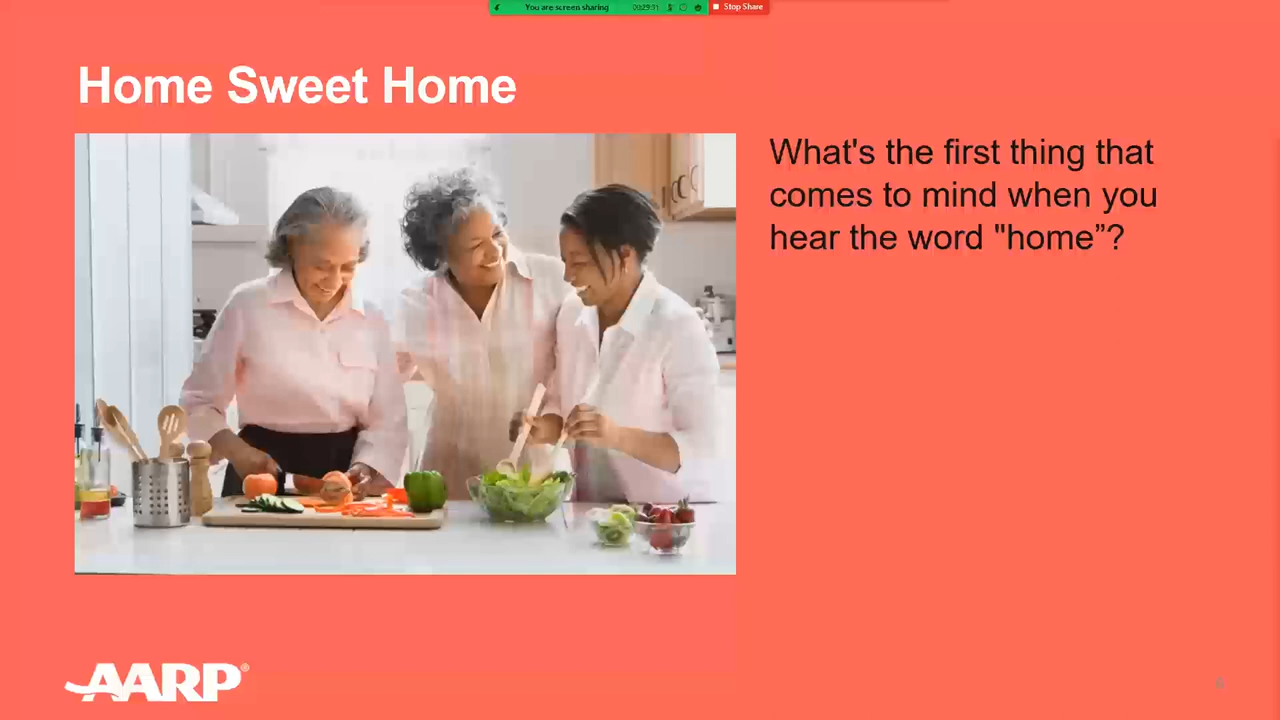 You are screen sharing
Stop Share
Home Sweet Home
What's the first thing that
comes to mind when you
hear the word "home”?
AARP®